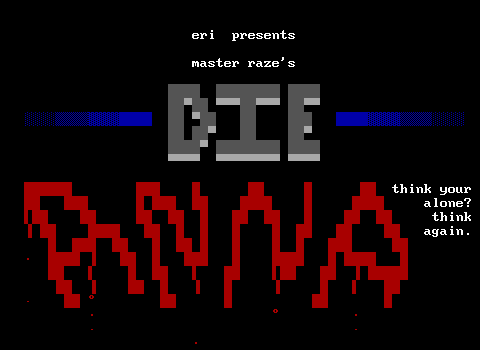 eri presents
master raze's
DIE
think your
alone?
think
again.